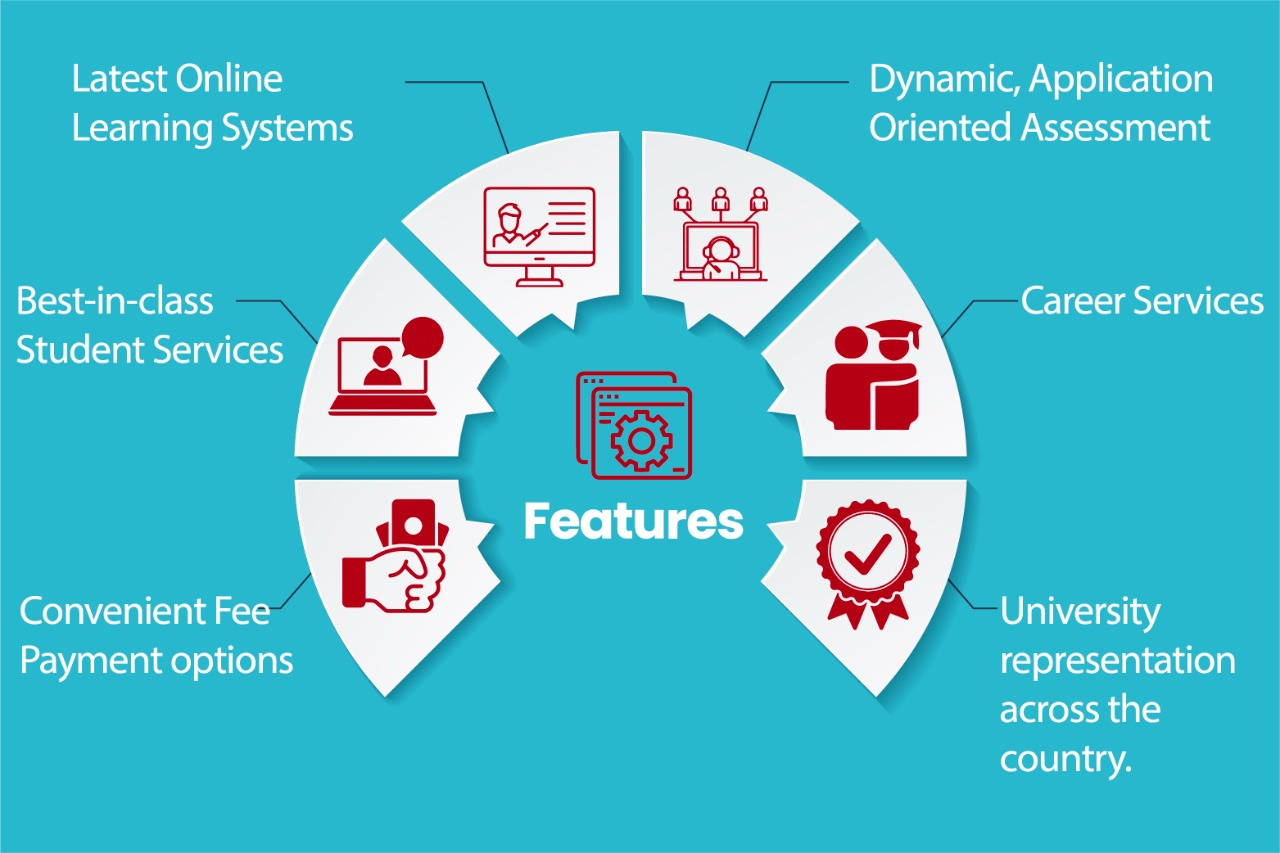 Latest Online
Learning Systems
Dynamic, Application
Oriented Assessment
Best-in-class
Student Services
Career Services
Features
Convenient Fee
Payment options
University
representation
across the
country.